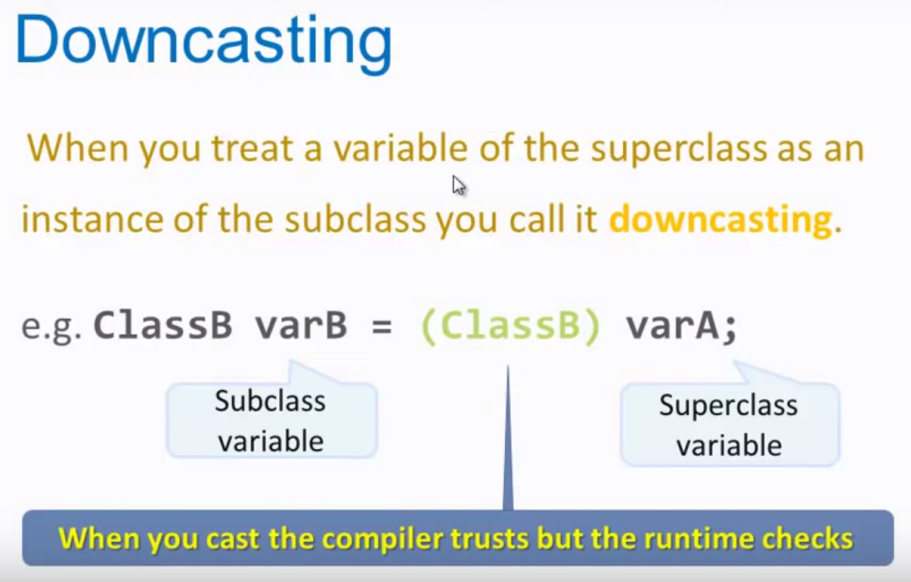 Downcasting
When you treat a variable of the superclass as an
instance of the subclass you call it downcasting.
e.g. ClassB varB = (ClassB) varA;
Subclass
variable
Superclass
variable
When you cast the compiler trusts but the runtime checks